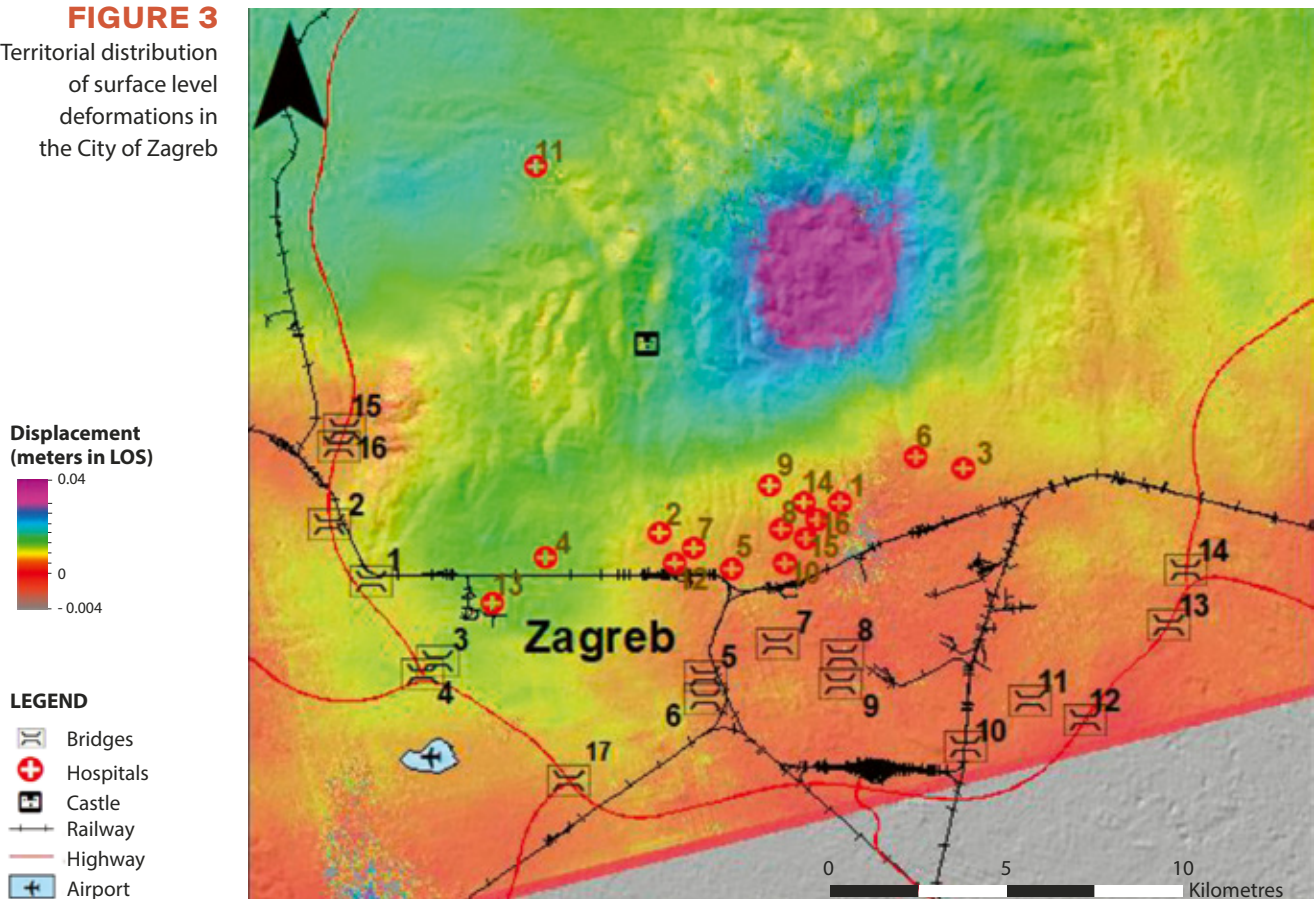 FIGURE 3
Territorial distribution
of surface level
deformations in
the City of Zagreb
Displacement
(meters in LOS)
0.04
0
- 0.004
LEGEND
Bridges
Hospitals
Castle
Railway
Highway
Airport
11
15
16
2
1
3
4
17
6
3
9
14
1
8
16
15
2
7
5
4
12
10
13
Zagreb
7
8
5
9
6
14
13
11
12
10
0 5 10
Kilometres